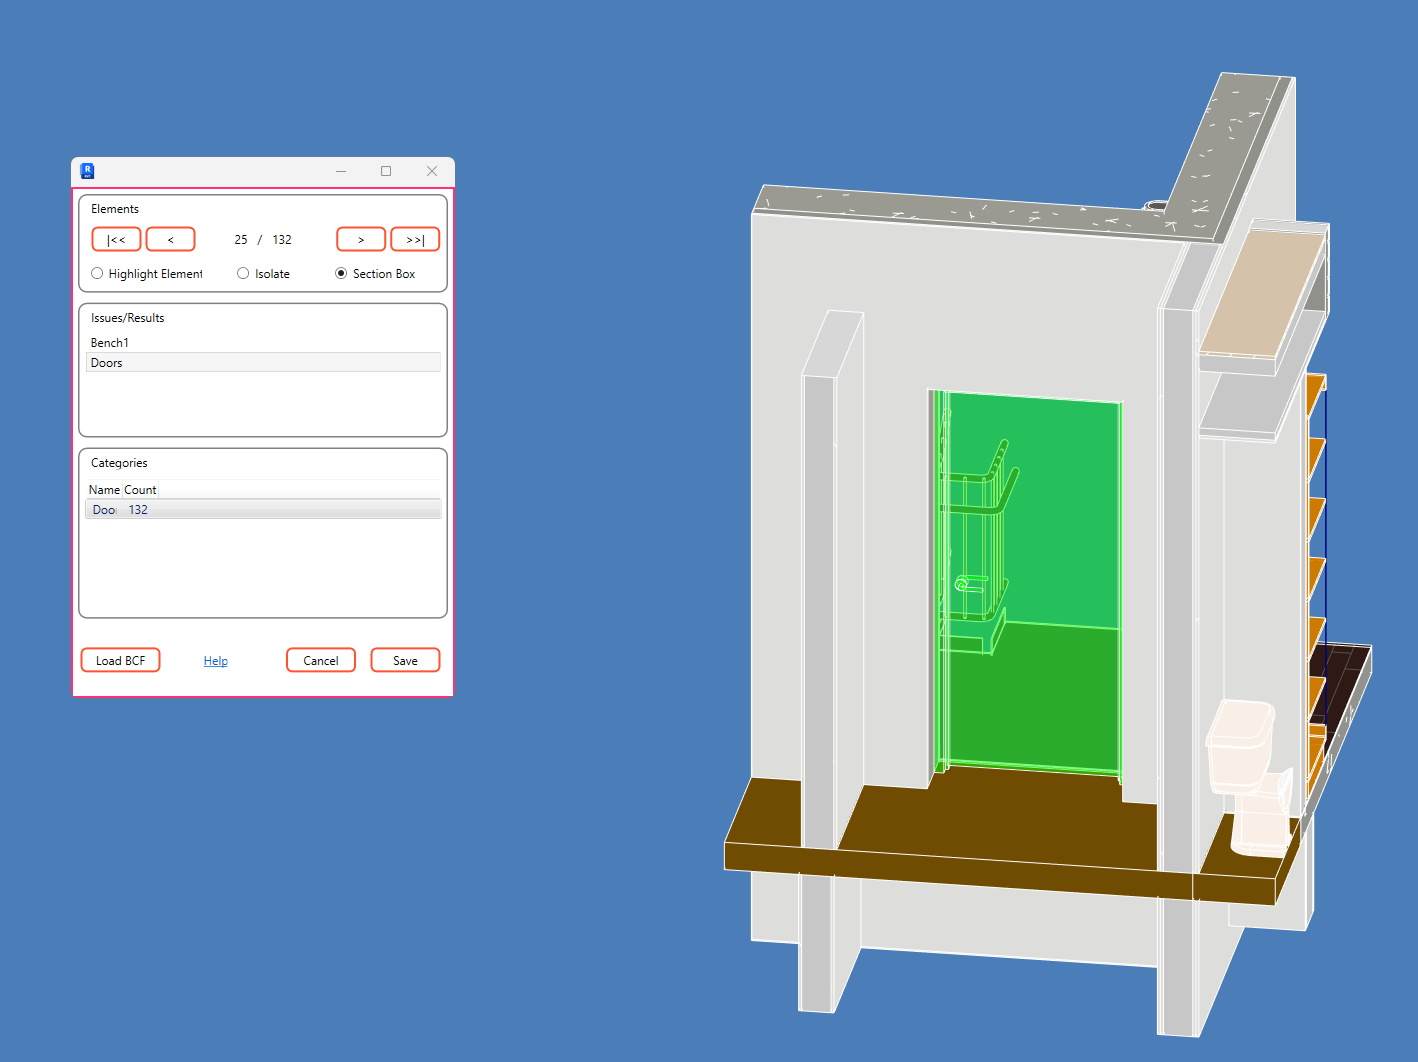 R
Elements
|<<
<
25 / 132
>
>>|
Highlight Element
Isolate
Section Box
Issues/Results
Bench1
Doors
Categories
Name Count
Doo 132
Load BCF
Help
Cancel
Save